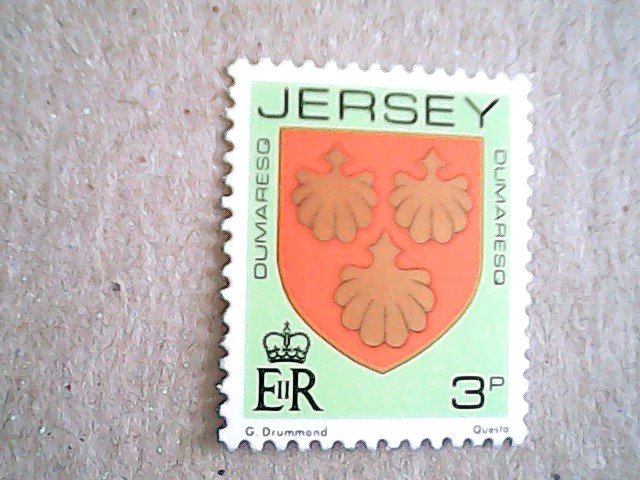 JERSEY
DUMARESQ
DUMARESQ
EIIR
3P
G. Drummond
Questa